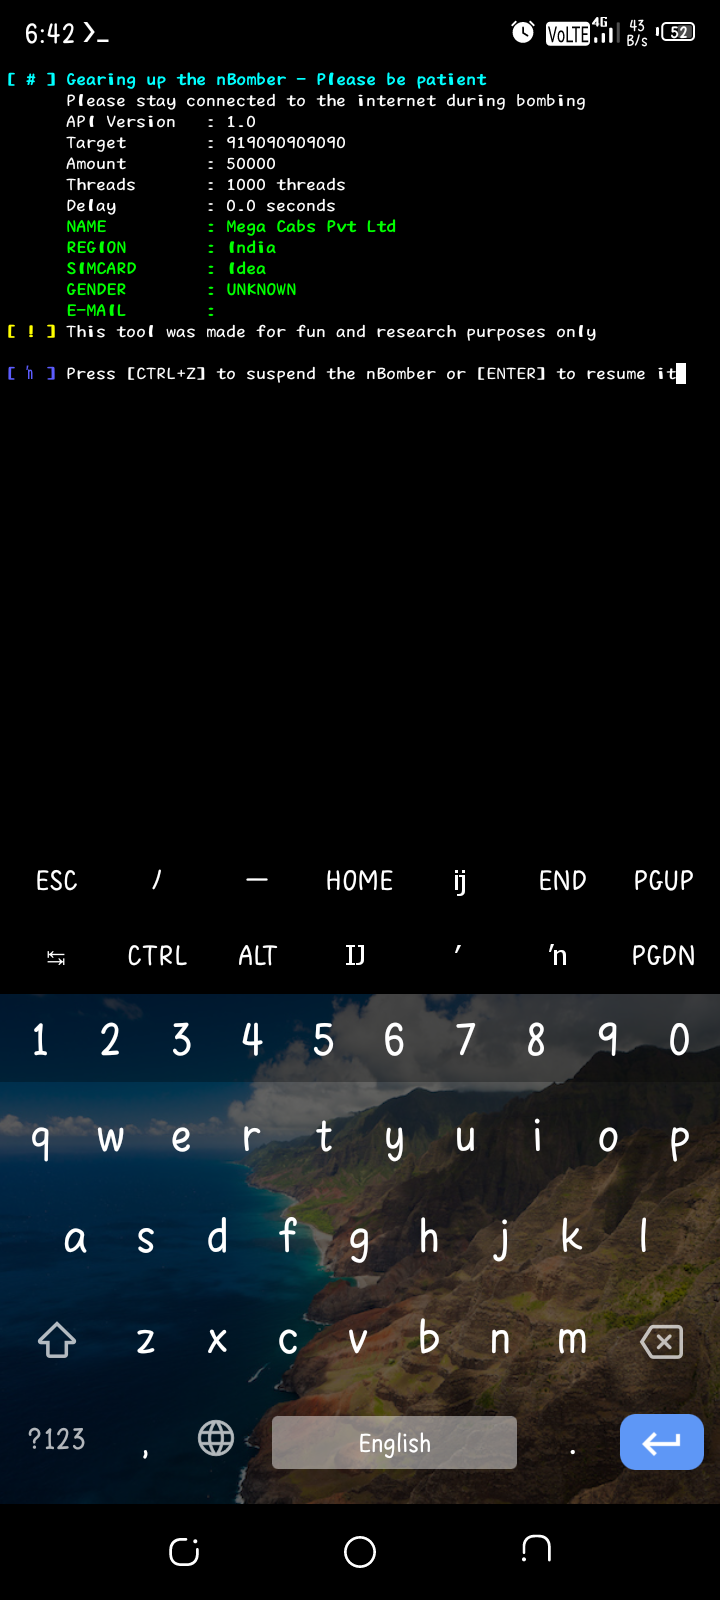 6:42 ❯_ VoLTE 4G 43 B/s 52
[ # ] Gearing up the nBomber – Please be patient
Please stay connected to the internet during bombing
API Version : 1.0
Target : 919090909090
Amount : 50000
Threads : 1000 threads
Delay : 0.0 seconds
NAME : Mega Cabs Pvt Ltd
REGION : India
SIMCARD : Idea
GENDER : UNKNOWN
E-MAIL :
[ ! ] This tool was made for fun and research purposes only
[ ŉ ] Press [CTRL+Z] to suspend the nBomber or [ENTER] to resume it
ESC / — HOME ĳ END PGUP
↹ CTRL ALT Ĳ ′ ŉ PGDN
1 2 3 4 5 6 7 8 9 0
q w e r t y u i o p
a s d f g h j k l
z x c v b n m
?123 , English .